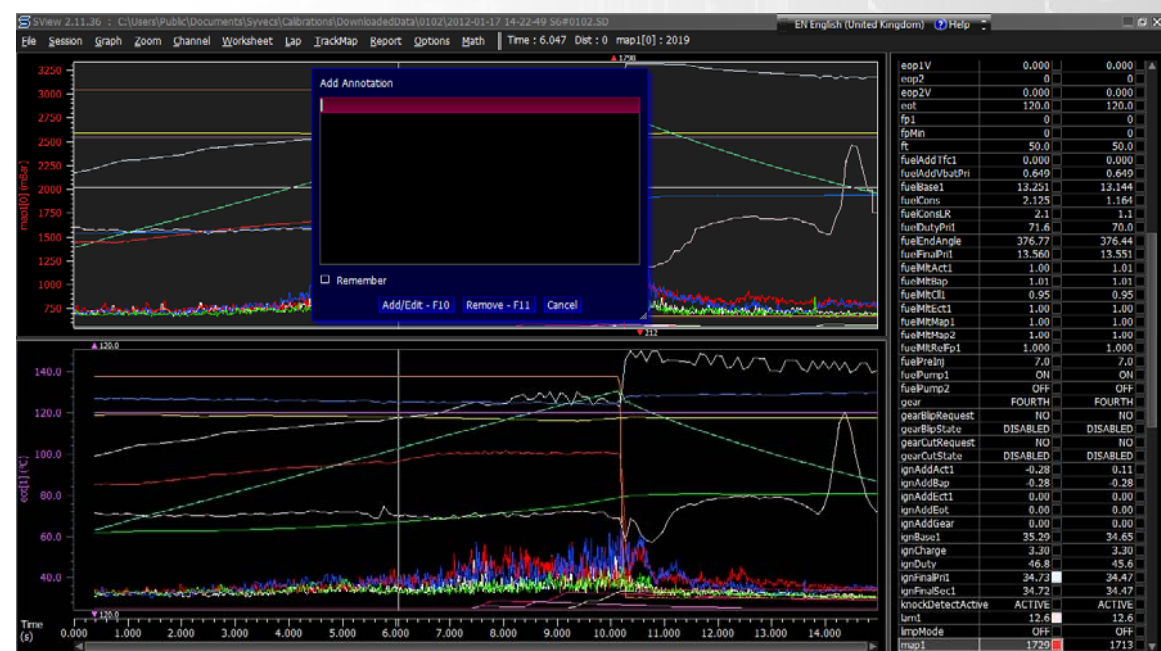 SView 2.11.36 : C:\Users\Public\Documents\Syvecs\Calibrations\DownloadedData\0102\2012-01-17 14-22-49 S6#0102.SD
EN English (United Kingdom) Help
File Session Graph Zoom Channel Worksheet Lap TrackMap Report Options Math Time : 6.047 Dist : 0 map1[0] : 2019
1798
3250
3000
2750
2500
2250
2000
1750
1500
1250
1000
750
map1[0] (mBar)
212
Add Annotation
Remember
Add/Edit - F10 Remove - F11 Cancel
120.0
140.0
120.0
100.0
80.0
60.0
40.0
ect[1] (°C)
120.0
Time (s) 0.000 1.000 2.000 3.000 4.000 5.000 6.000 7.000 8.000 9.000 10.000 11.000 12.000 13.000 14.000
eop1V 0.000 0.000
eop2 0 0
eop2V 0.000 0.000
eot 120.0 120.0
fp1 0 0
fpMin 0 0
ft 50.0 50.0
fuelAddTfc1 0.000 0.000
fuelAddVbatPri 0.649 0.649
fuelBase1 13.251 13.144
fuelCons 2.125 1.164
fuelConsLR 2.1 1.1
fuelDutyPri1 71.6 70.0
fuelEndAngle 376.77 376.44
fuelFinalPri1 13.560 13.551
fuelMltAct1 1.00 1.01
fuelMltBap 1.01 1.01
fuelMltCll1 0.95 0.95
fuelMltEct1 1.00 1.00
fuelMltMap1 1.00 1.00
fuelMltMap2 1.00 1.00
fuelMltRelFp1 1.000 1.000
fuelPreInj 7.0 7.0
fuelPump1 ON ON
fuelPump2 OFF OFF
gear FOURTH FOURTH
gearBlipRequest NO NO
gearBlipState DISABLED DISABLED
gearCutRequest NO NO
gearCutState DISABLED DISABLED
ignAddAct1 -0.28 0.11
ignAddBap -0.28 -0.28
ignAddEct1 0.00 0.00
ignAddEot 0.00 0.00
ignAddGear 0.00 0.00
ignBase1 35.29 34.65
ignCharge 3.30 3.30
ignDuty 46.8 45.6
ignFinalPri1 34.73 34.47
ignFinalSec1 34.72 34.47
knockDetectActive ACTIVE ACTIVE
lam1 12.6 12.6
limpMode OFF OFF
map1 1729 1713